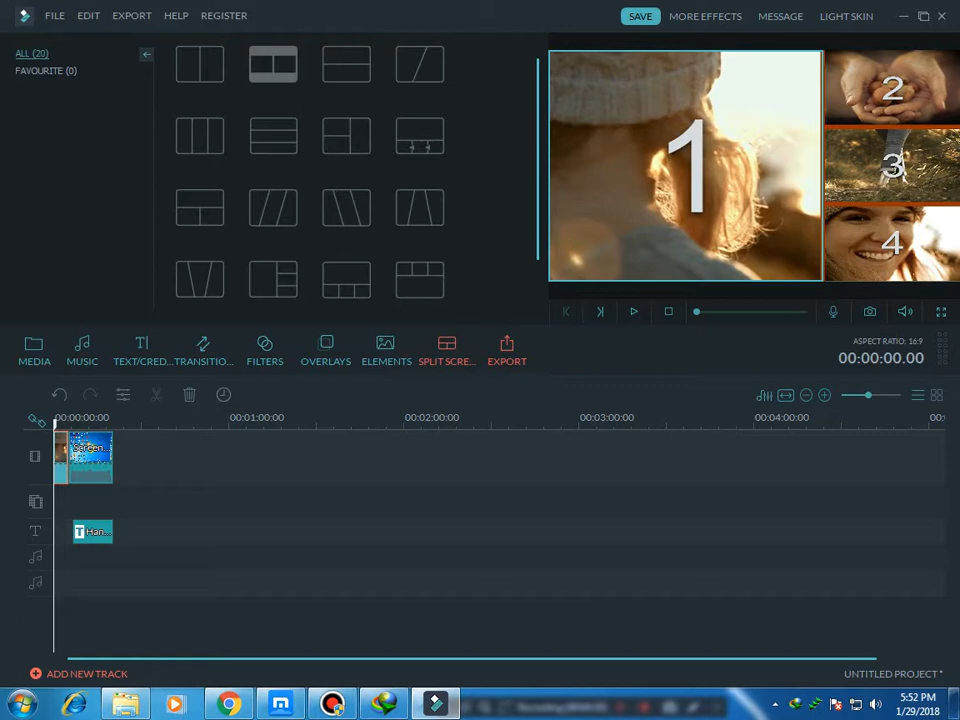 FILE EDIT EXPORT HELP REGISTER SAVE MORE EFFECTS MESSAGE LIGHT SKIN
ALL (20)
FAVOURITE (0)
1
2
3
4
MEDIA MUSIC TEXT/CRED... TRANSITIO... FILTERS OVERLAYS ELEMENTS SPLIT SCRE... EXPORT
ASPECT RATIO: 16:9
00:00:00.00
00:00:00:00 00:01:00:00 00:02:00:00 00:03:00:00 00:04:00:00 00:
Screen...
T
T Han...
ADD NEW TRACK
UNTITLED PROJECT *
5:52 PM
1/29/2018